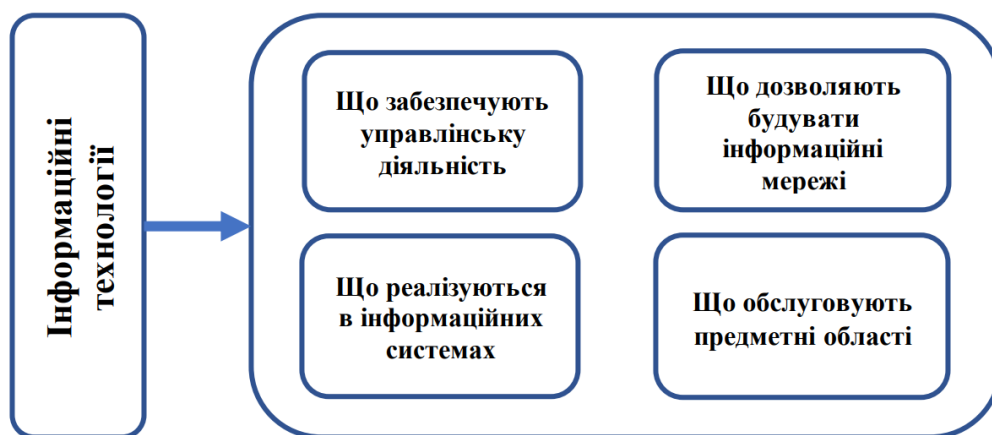 Інформаційні
технології
Що забезпечують
управлінську
діяльність
Що дозволяють
будувати
інформаційні
мережі
Що реалізуються
в інформаційних
системах
Що обслуговують
предметні області